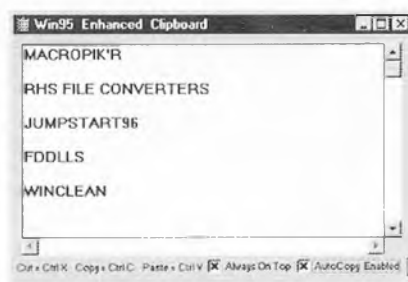 Win95 Enhanced Clipboard
MACROPIK'R
RHS FILE CONVERTERS
JUMPSTART96
FDDLLS
WINCLEAN
Cut = Ctrl X Copy = Ctrl C Paste = Ctrl V Always On Top AutoCopy Enabled